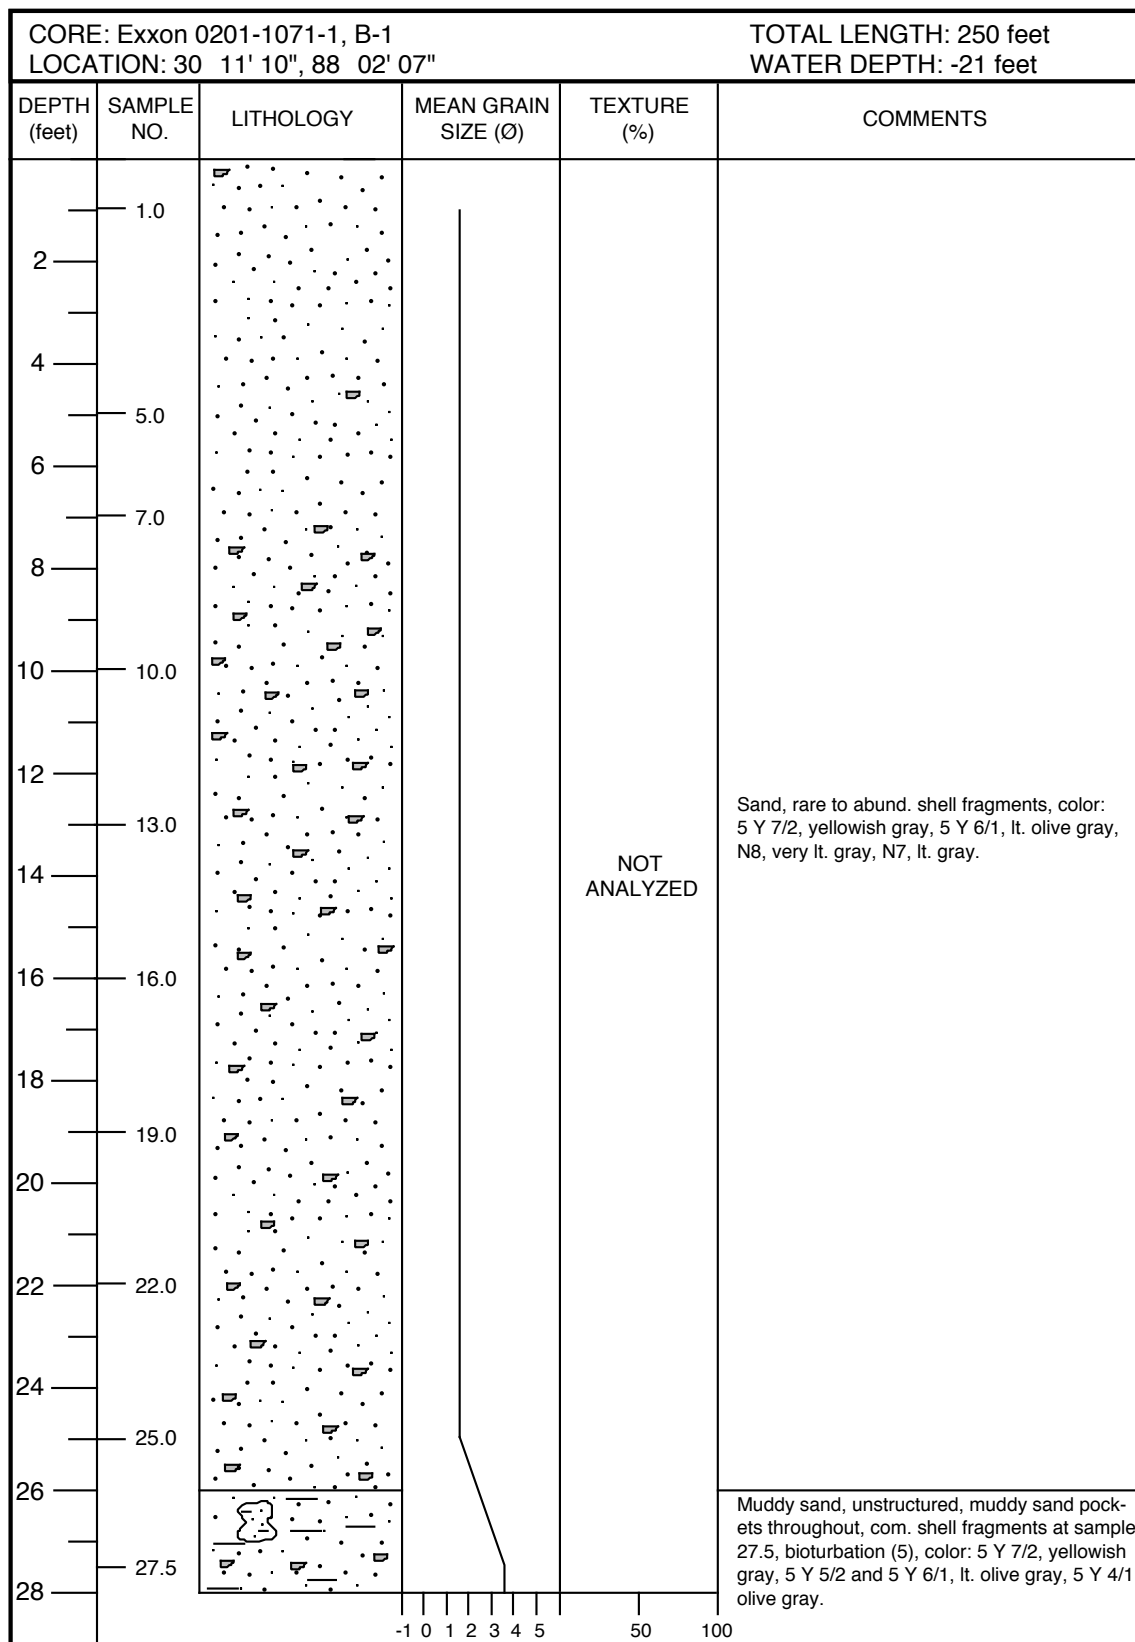 CORE: Exxon 0201-1071-1, B-1
TOTAL LENGTH: 250 feet
LOCATION: 30 11' 10", 88 02' 07"
WATER DEPTH: -21 feet
DEPTH
(feet)
SAMPLE
NO.
LITHOLOGY
MEAN GRAIN
SIZE (Ø)
TEXTURE
(%)
COMMENTS
1.0
2
4
5.0
6
7.0
8
10
10.0
12
13.0
Sand, rare to abund. shell fragments, color:
5 Y 7/2, yellowish gray, 5 Y 6/1, lt. olive gray,
N8, very lt. gray, N7, lt. gray.
NOT
ANALYZED
14
16
16.0
18
19.0
20
22
22.0
24
25.0
26
Muddy sand, unstructured, muddy sand pock-
ets throughout, com. shell fragments at sample
27.5, bioturbation (5), color: 5 Y 7/2, yellowish
gray, 5 Y 5/2 and 5 Y 6/1, lt. olive gray, 5 Y 4/1
olive gray.
27.5
28
-1 0 1 2 3 4 5
50 100